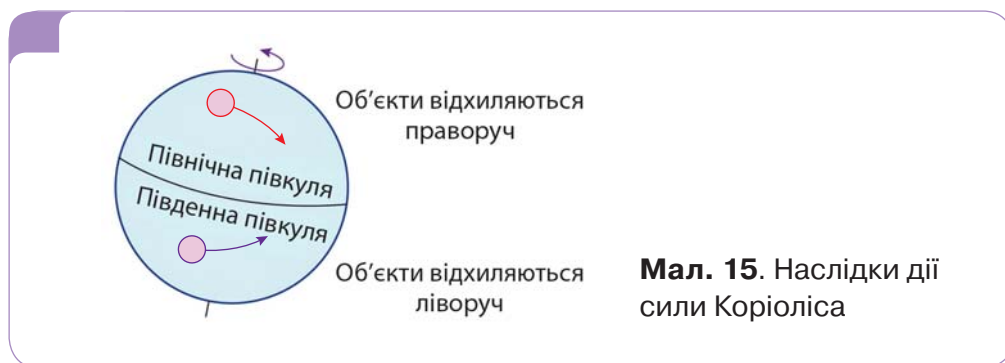 Об’єкти відхиляються
праворуч
Північна півкуля
Південна півкуля
Об’єкти відхиляються
ліворуч
Мал. 15. Наслідки дії
сили Коріоліса